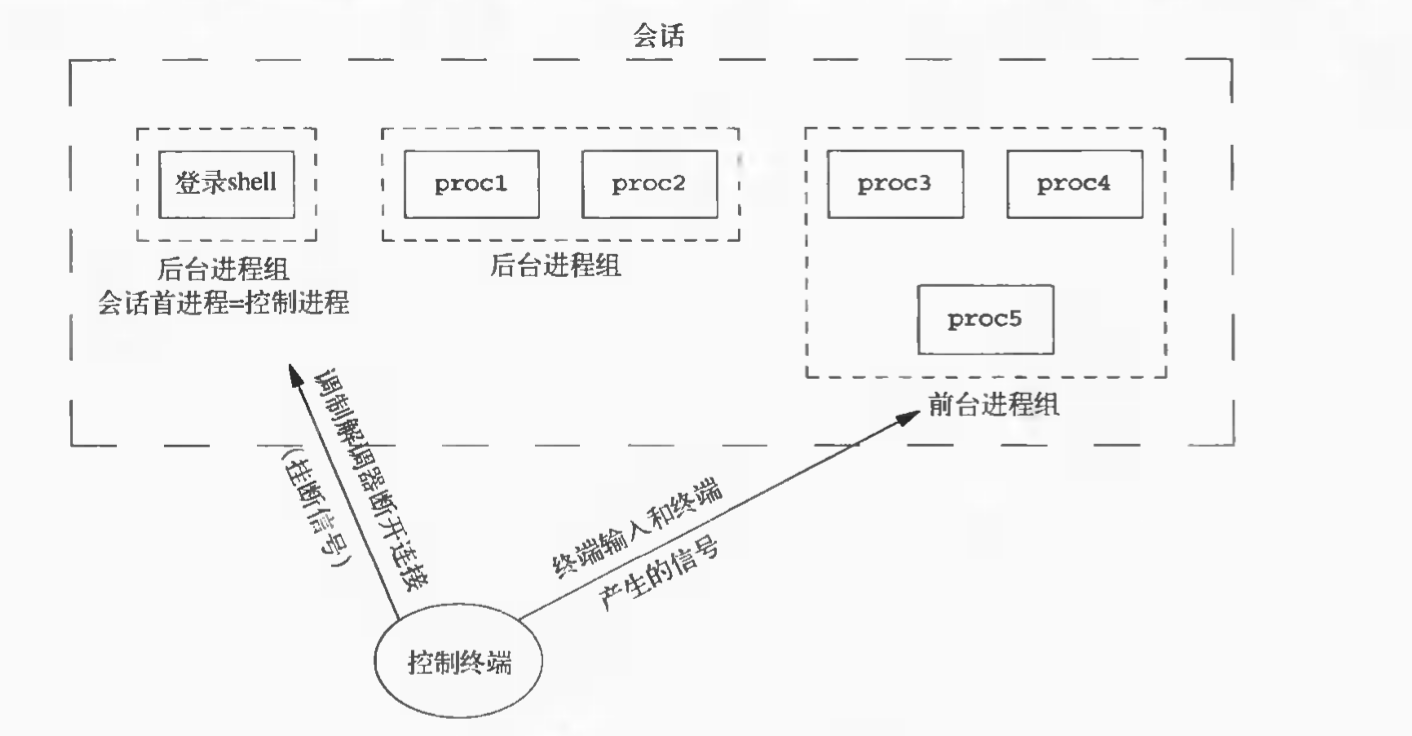 会话
登录shell
proc1
proc2
proc3
proc4
后台进程组
会话首进程=控制进程
后台进程组
proc5
前台进程组
调制解调器断开连接
(挂断信号)
终端输入和终端
产生的信号
控制终端